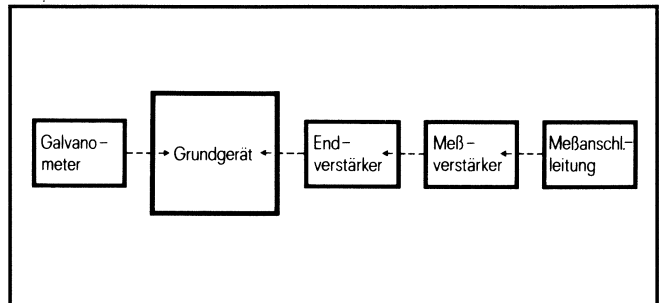 Galvano-
meter
Grundgerät
End-
verstärker
Meß-
verstärker
Meßanschl.-
leitung